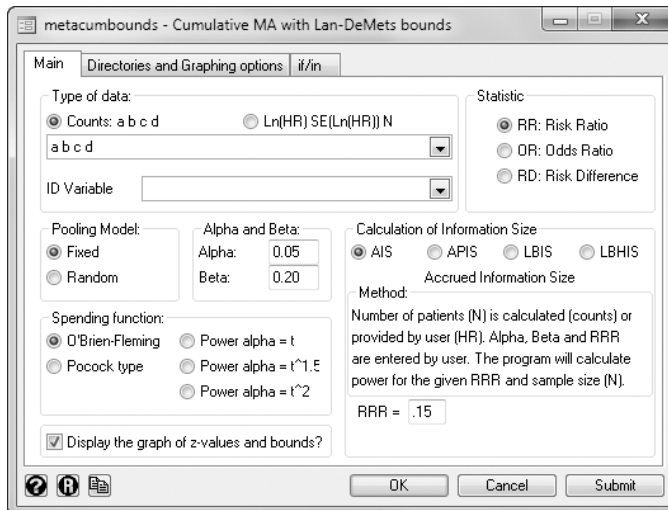 metacumbounds - Cumulative MA with Lan-DeMets bounds
Main Directories and Graphing options if/in
Type of data:
Counts: a b c d Ln(HR) SE(Ln(HR)) N
a b c d
ID Variable
Statistic
RR: Risk Ratio
OR: Odds Ratio
RD: Risk Difference
Pooling Model:
Fixed
Random
Alpha and Beta:
Alpha: 0.05
Beta: 0.20
Calculation of Information Size
AIS APIS LBIS LBHIS
Accrued Information Size
Method:
Number of patients (N) is calculated (counts) or
provided by user (HR). Alpha, Beta and RRR
are entered by user. The program will calculate
power for the given RRR and sample size (N).
RRR = .15
Spending function:
O'Brien-Fleming Power alpha = t
Pocock type Power alpha = t^1.5
Power alpha = t^2
Display the graph of z-values and bounds?
? R
OK Cancel Submit